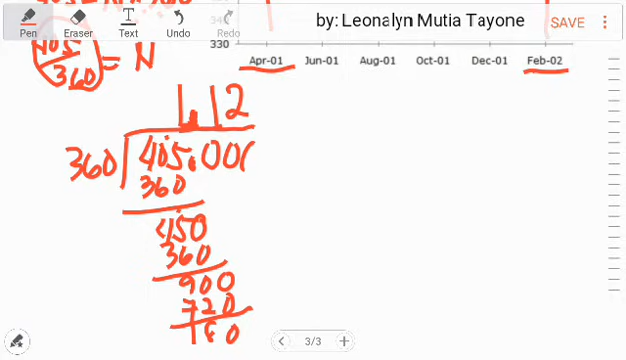 by: Leonalyn Mutia Tayone
SAVE
Pen
Eraser
Text
Undo
Redo
330
Apr-01
Jun-01
Aug-01
Oct-01
Dec-01
Feb-02
405
360
= N
1.12
360
405.00
360
450
360
900
720
180
3/3